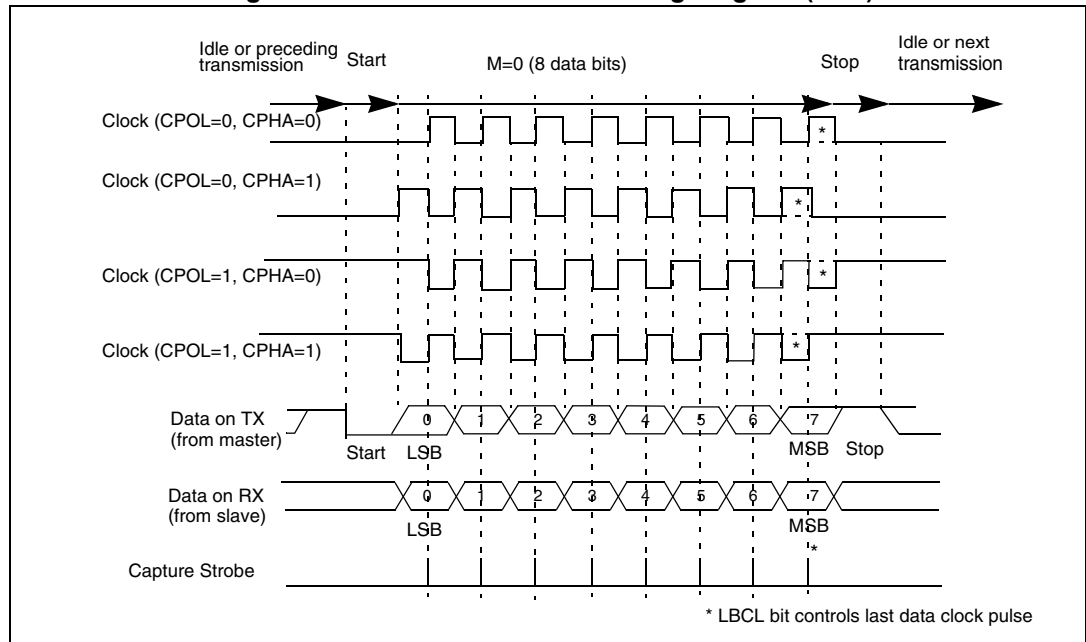 Idle or preceding
transmission
Start
M=0 (8 data bits)
Stop
Idle or next
transmission
Clock (CPOL=0, CPHA=0)
*
Clock (CPOL=0, CPHA=1)
*
Clock (CPOL=1, CPHA=0)
*
Clock (CPOL=1, CPHA=1)
*
Data on TX
(from master)
0 1 2 3 4 5 6 7
Start LSB MSB Stop
Data on RX
(from slave)
0 1 2 3 4 5 6 7
LSB MSB
*
Capture Strobe
* LBCL bit controls last data clock pulse